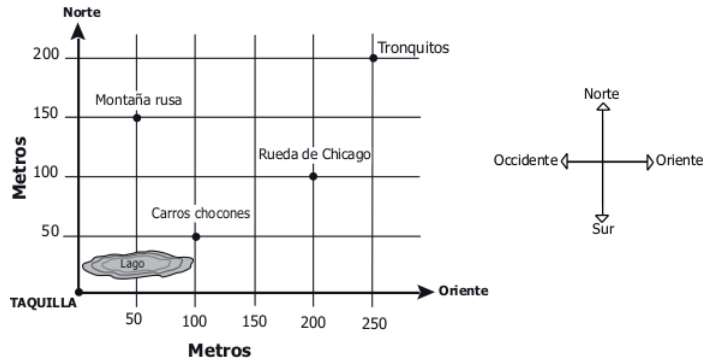 Norte
200
Tronquitos
Montaña rusa
150
Norte
Metros
Rueda de Chicago
Occidente
Oriente
100
Carros chocones
50
Sur
Lago
TAQUILLA
Oriente
50
100
150
200
250
Metros